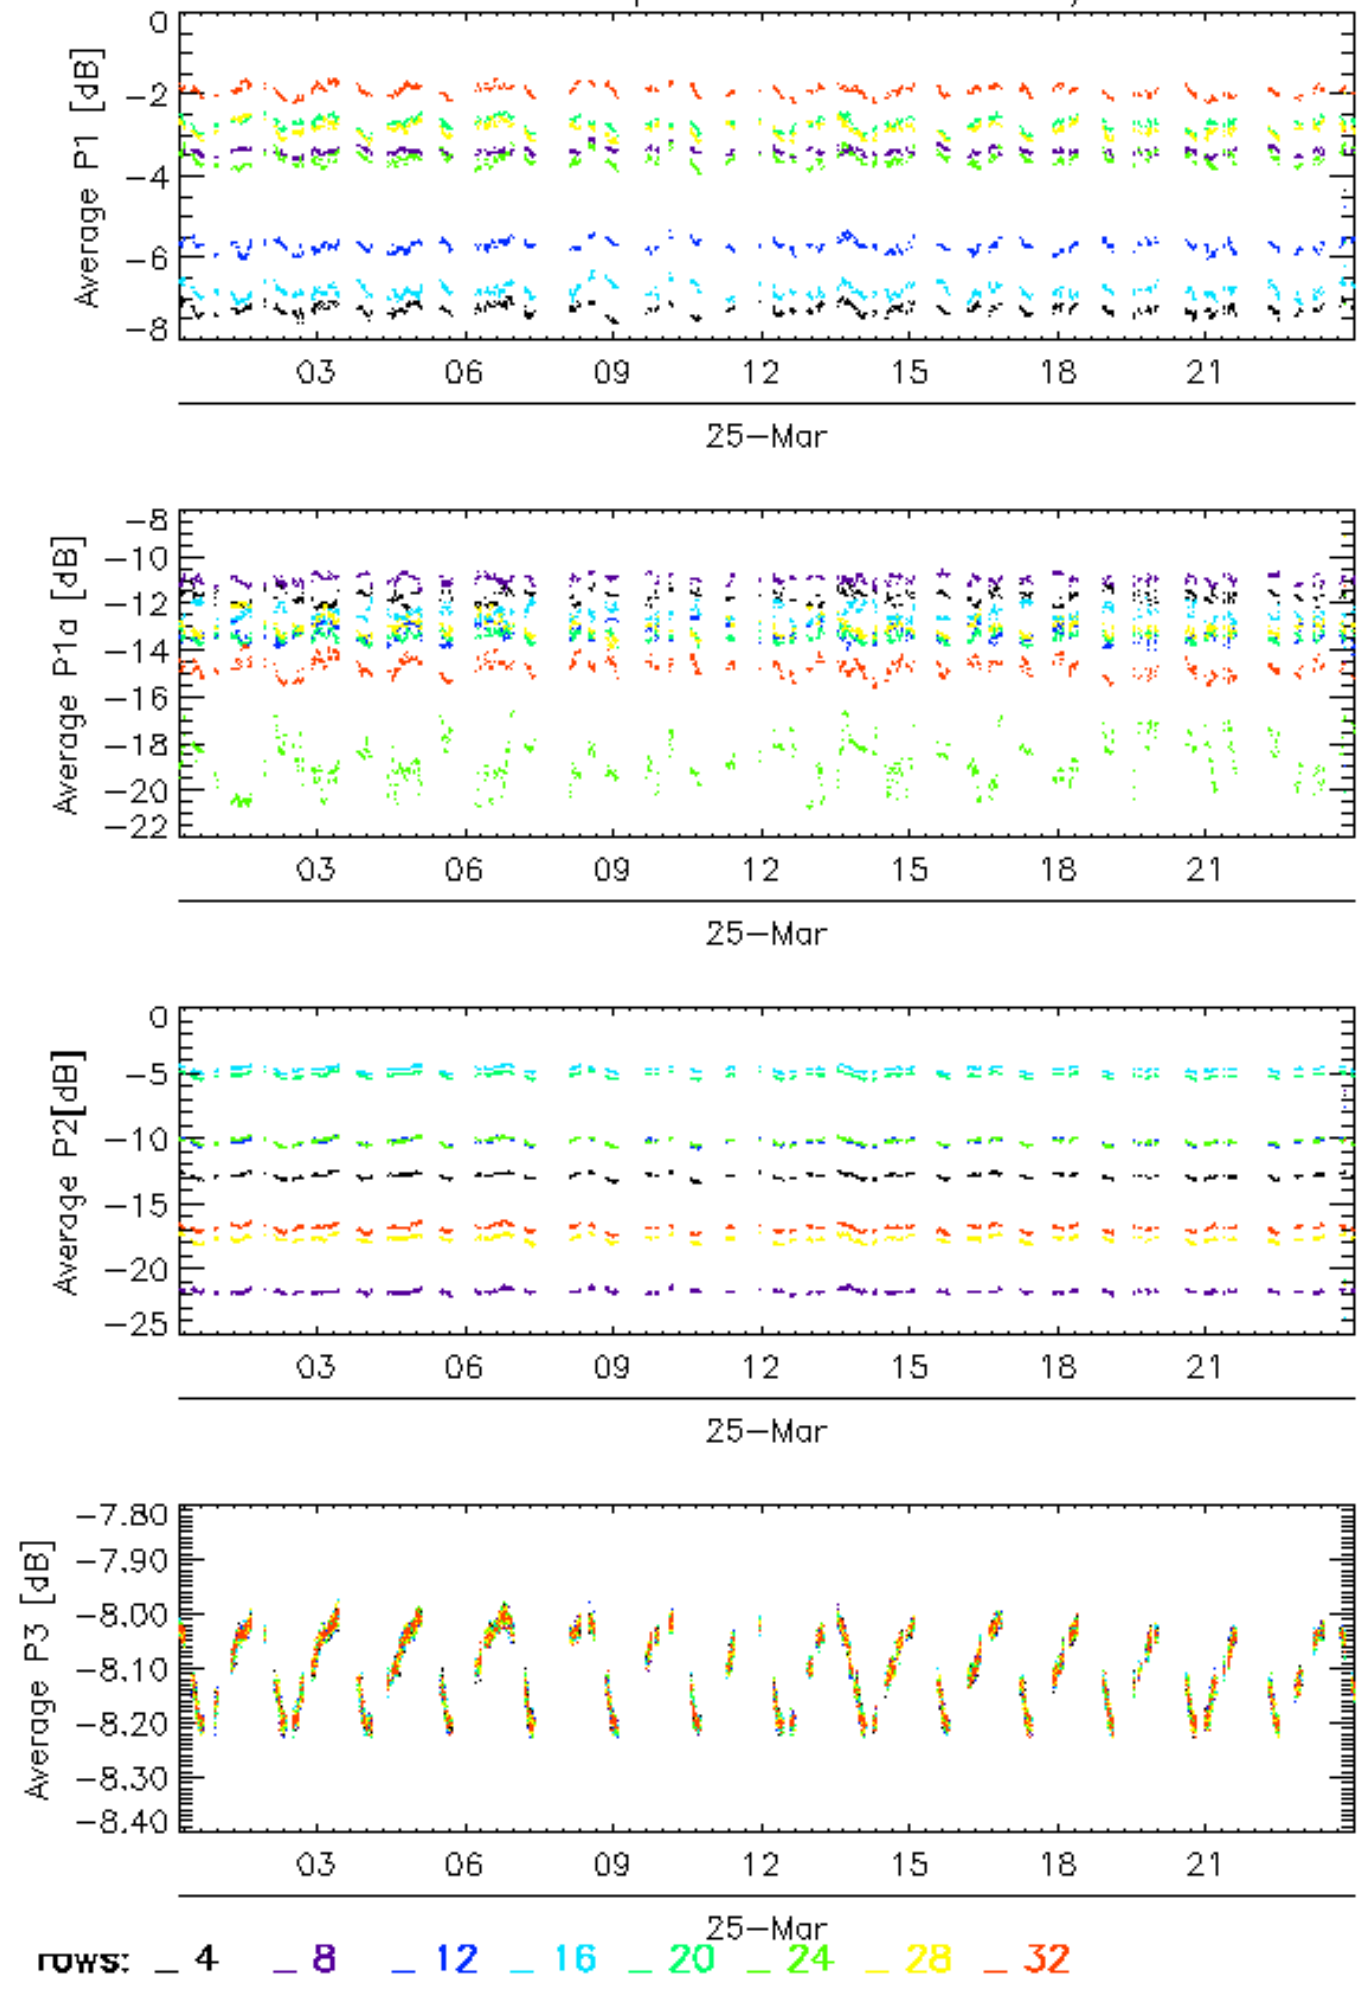 Average P1 [dB]
0
−2
−4
−6
−8
03 06 09 12 15 18 21
25−Mar
Average P1a [dB]
−8
−10
−12
−14
−16
−18
−20
−22
03 06 09 12 15 18 21
25−Mar
Average P2[dB]
0
−5
−10
−15
−20
−25
03 06 09 12 15 18 21
25−Mar
Average P3 [dB]
−7.80
−7.90
−8.00
−8.10
−8.20
−8.30
−8.40
03 06 09 12 15 18 21
25−Mar
rows: _ 4 _ 8 _ 12 _ 16 _ 20 _ 24 _ 28 _ 32